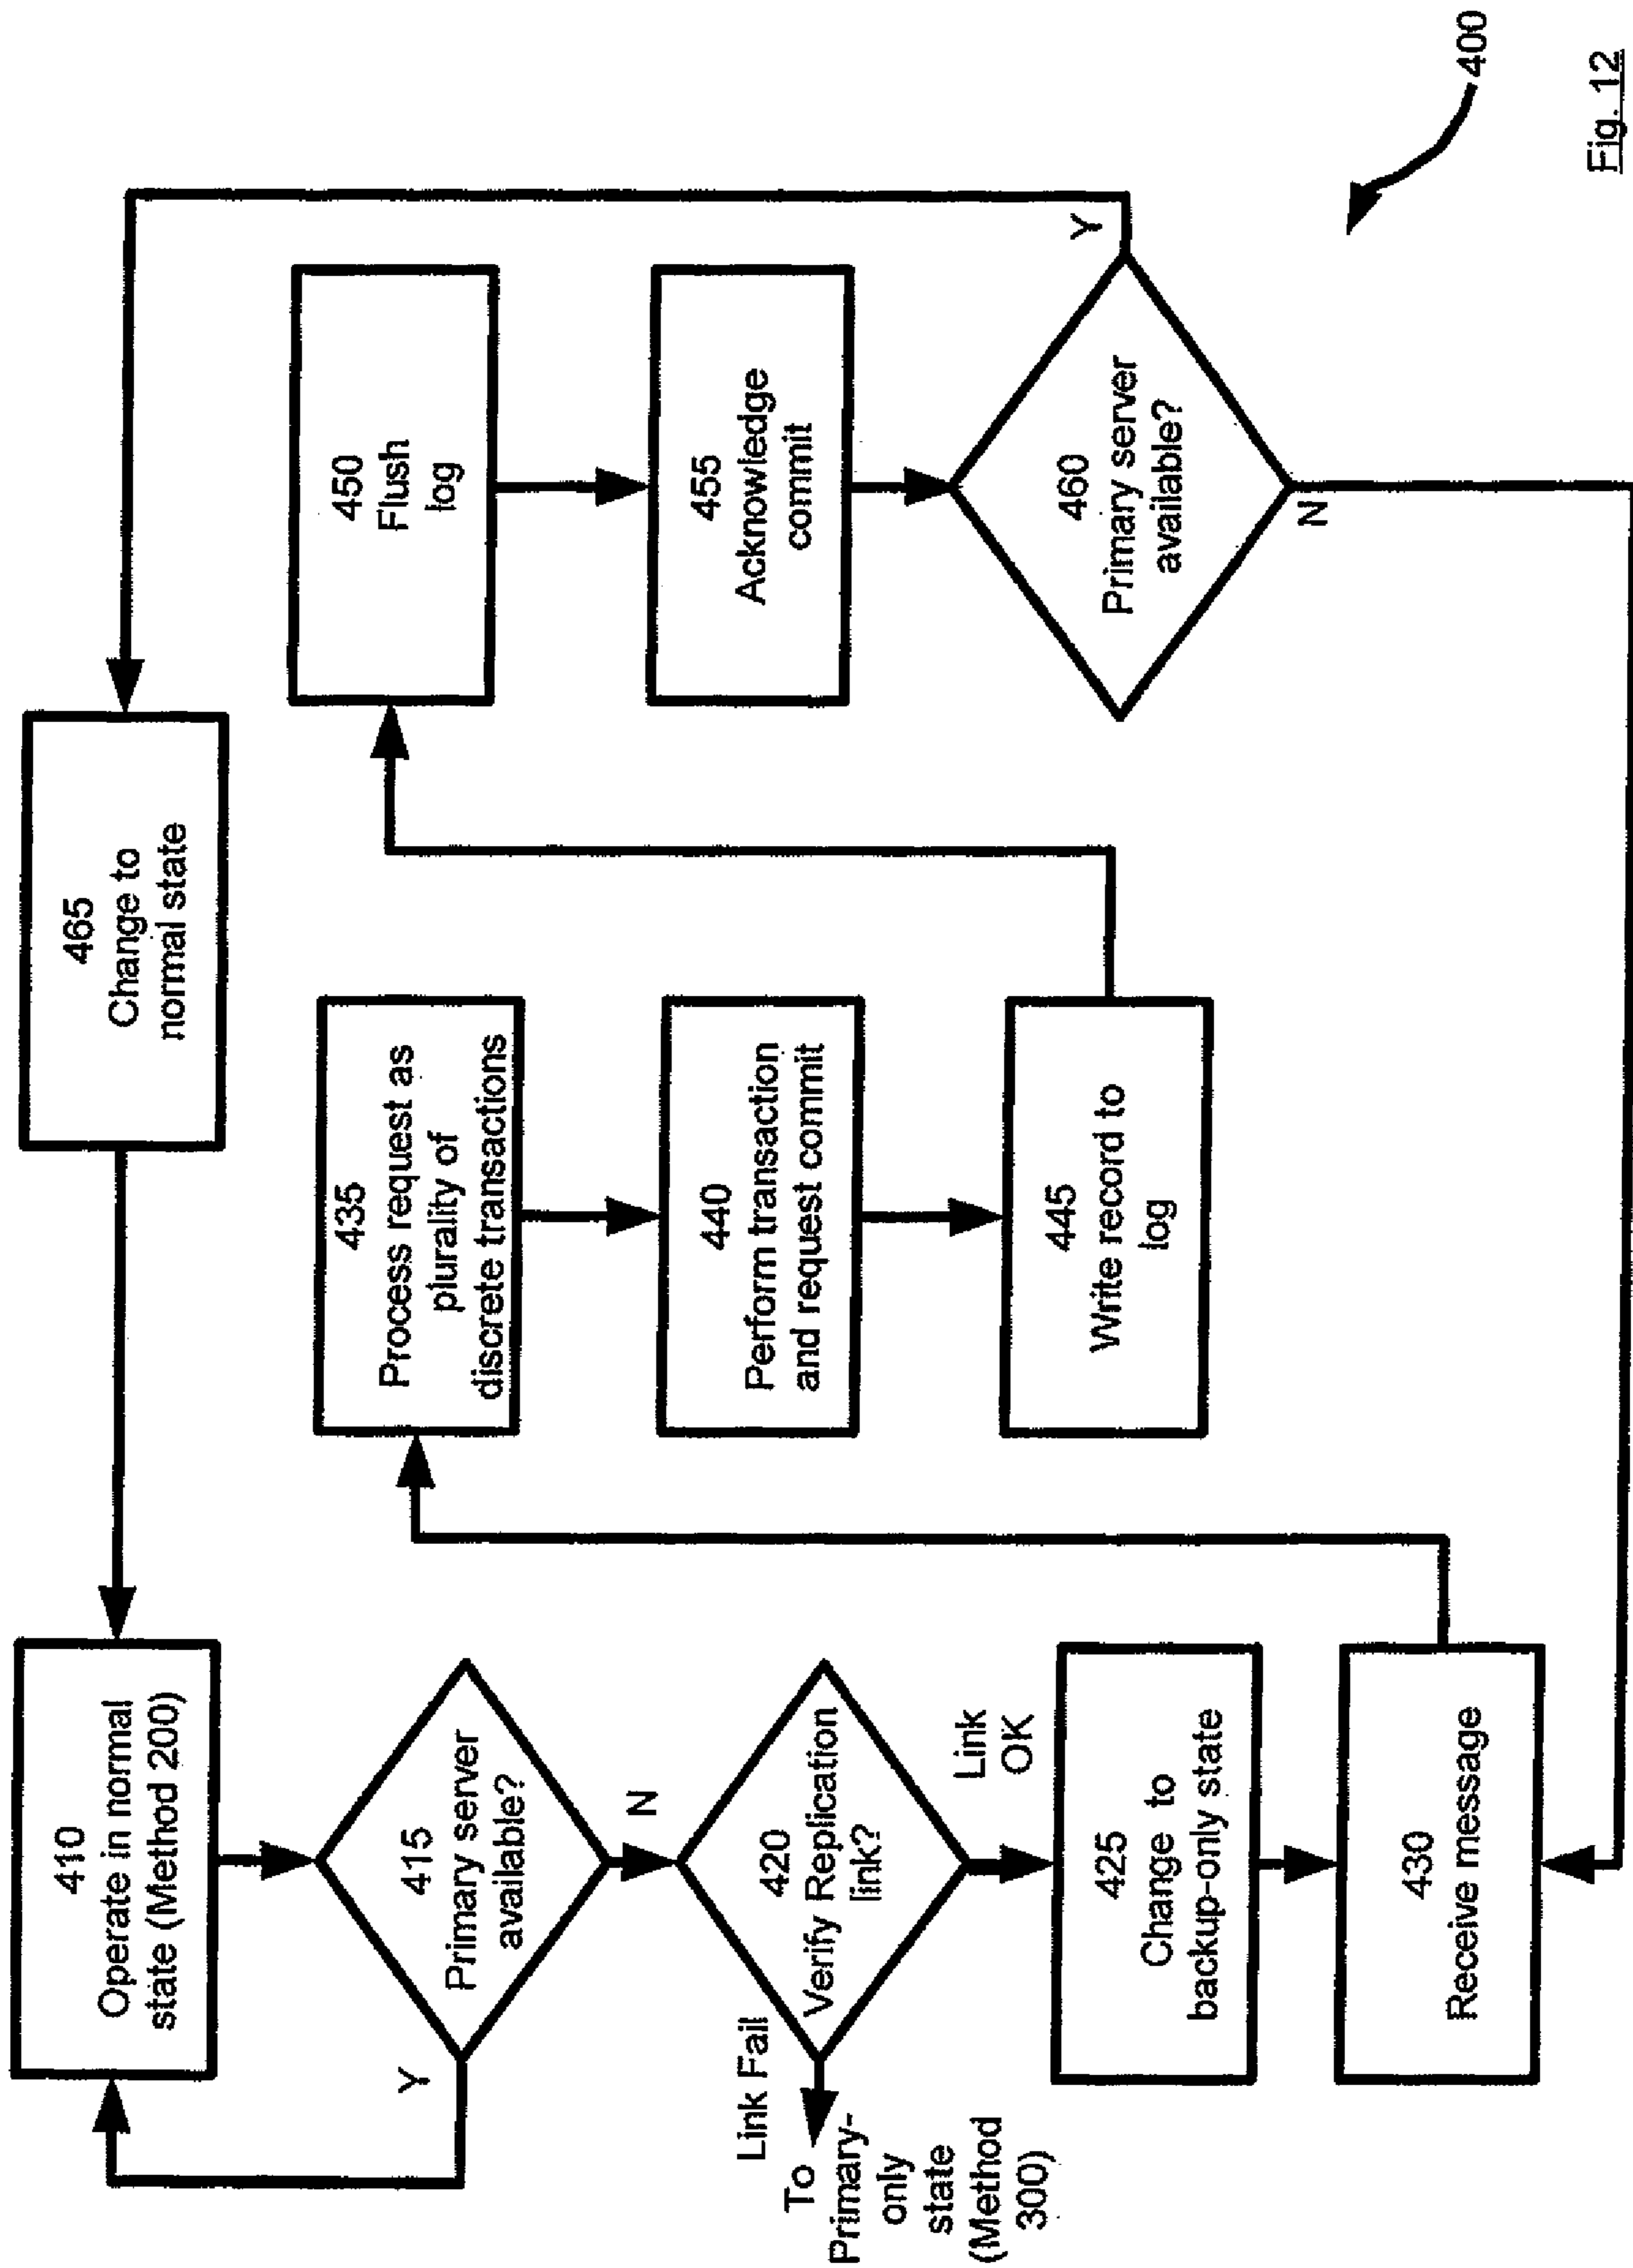 410
Operate in normal
state (Method 200)
415
Primary server
available?
Y
N
420
Verify Replication
link?
Link Fail
To
Primary-
only
state
(Method
300)
Link
OK
425
Change to
backup-only state
430
Receive message
435
Process request as
plurality of
discrete transactions
440
Perform transaction
and request commit
445
Write record to
log
450
Flush
log
455
Acknowledge
commit
460
Primary server
available?
Y
N
465
Change to
normal state
400
Fig. 12